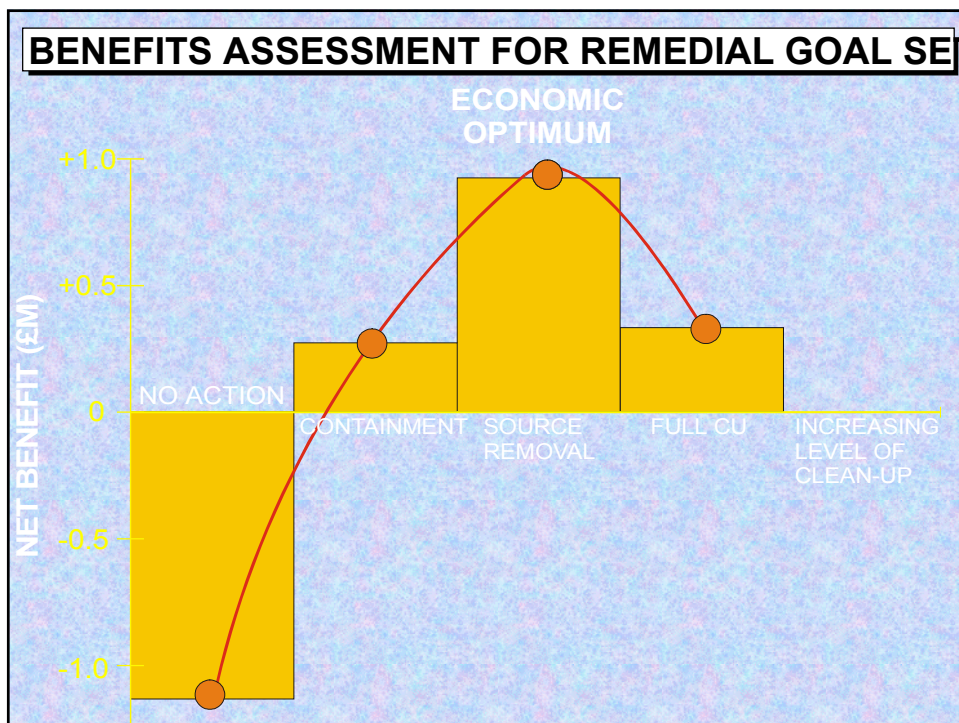 BENEFITS ASSESSMENT FOR REMEDIAL GOAL SE
ECONOMIC
OPTIMUM
+1.0
+0.5
0
-0.5
-1.0
NET BENEFIT (£M)
NO ACTION
CONTAINMENT
SOURCE
REMOVAL
FULL CU
INCREASING
LEVEL OF
CLEAN-UP